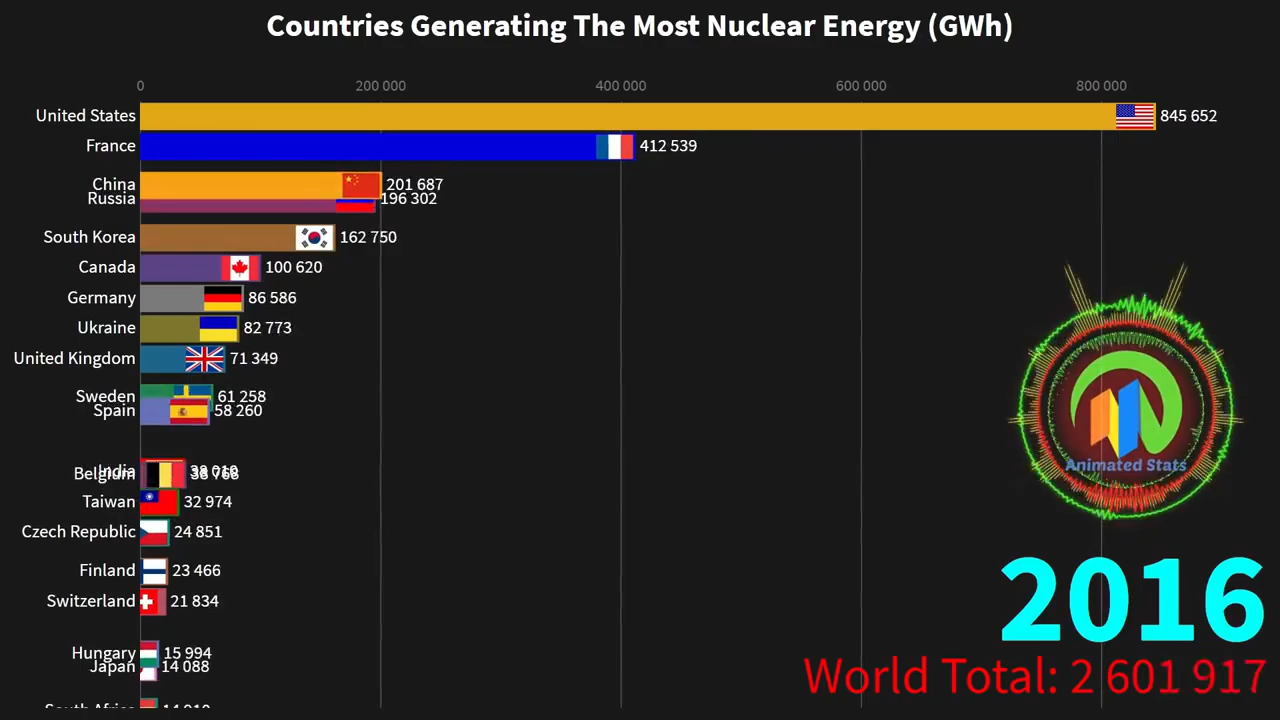 Countries Generating The Most Nuclear Energy (GWh)
0 200 000 400 000 600 000 800 000
United States 845 652
France 412 539
China 201 687
Russia 196 302
South Korea 162 750
Canada 100 620
Germany 86 586
Ukraine 82 773
United Kingdom 71 349
Sweden 61 258
Spain 58 260
India
Belgium
Taiwan 32 974
Czech Republic 24 851
Finland 23 466
Switzerland 21 834
Hungary 15 994
Japan 14 088
Animated Stats
2016
World Total: 2 601 917